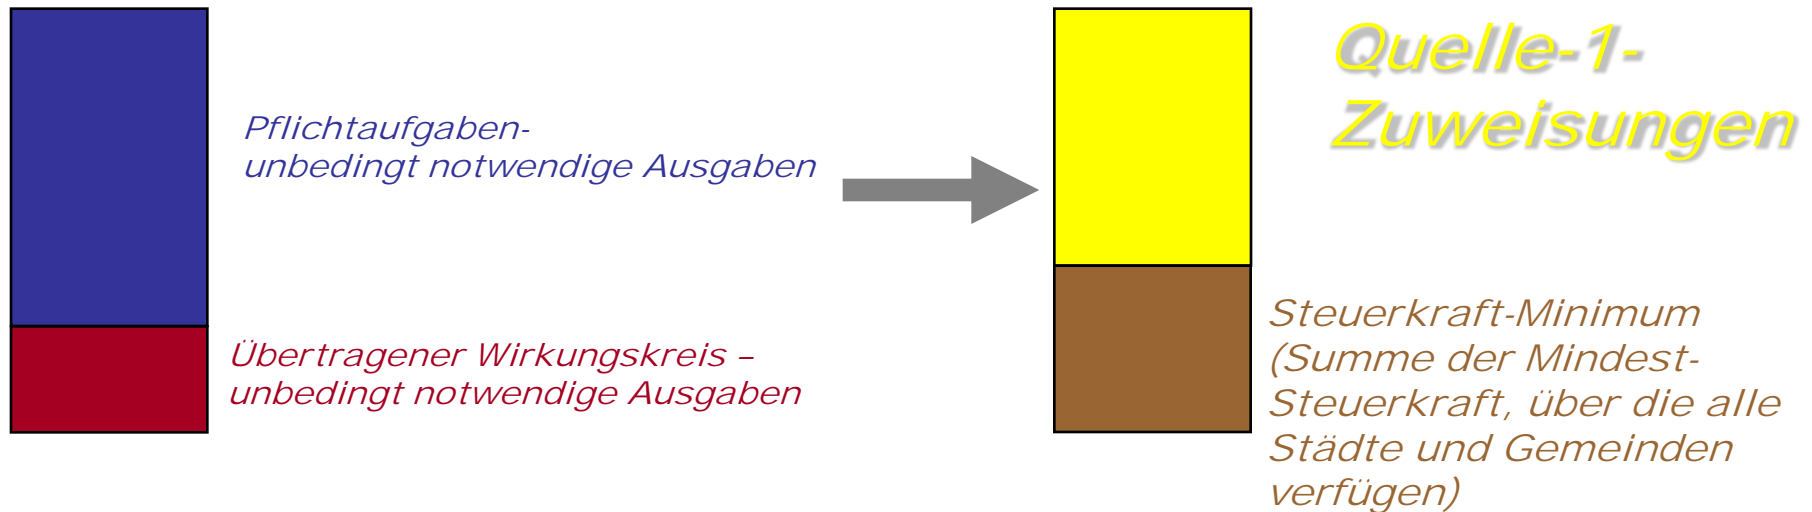 Pflichtaufgaben-
unbedingt notwendige Ausgaben
Übertragener Wirkungskreis –
unbedingt notwendige Ausgaben
Quelle-1-
Zuweisungen
Steuerkraft-Minimum
(Summe der Mindest-
Steuerkraft, über die alle
Städte und Gemeinden
verfügen)